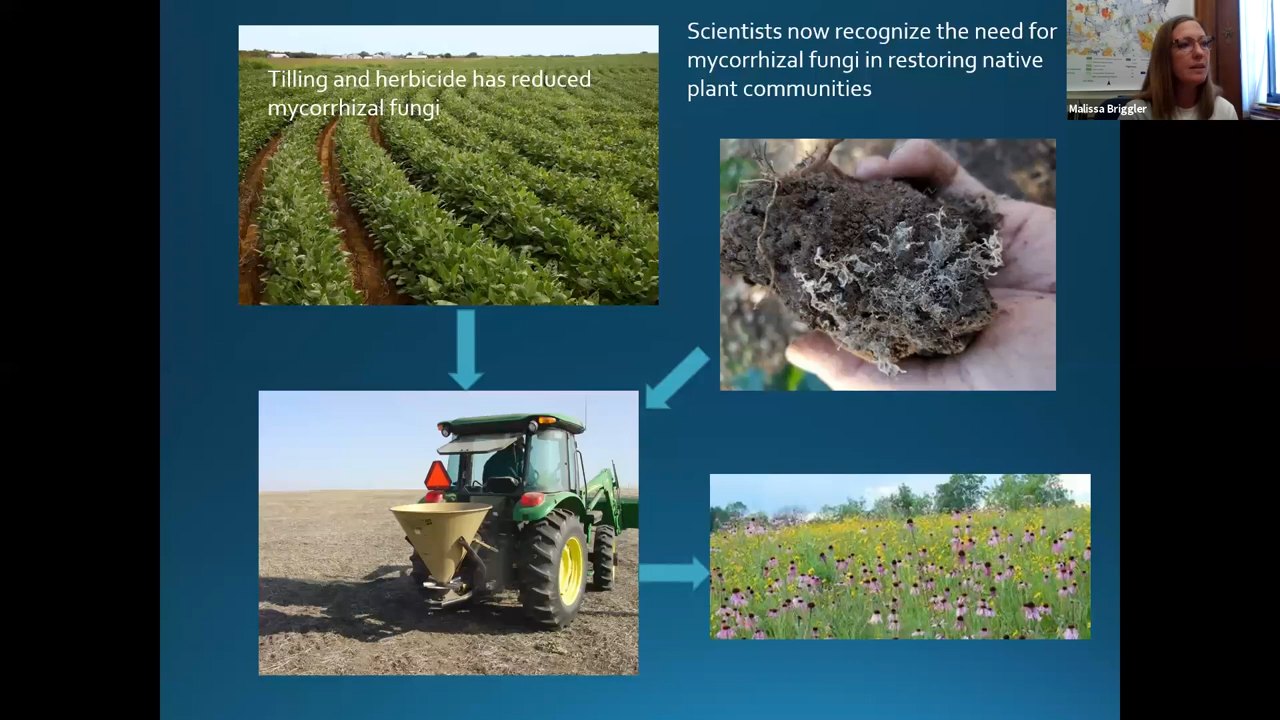 Tilling and herbicide has reduced
mycorrhizal fungi
Scientists now recognize the need for
mycorrhizal fungi in restoring native
plant communities
Malissa Briggler